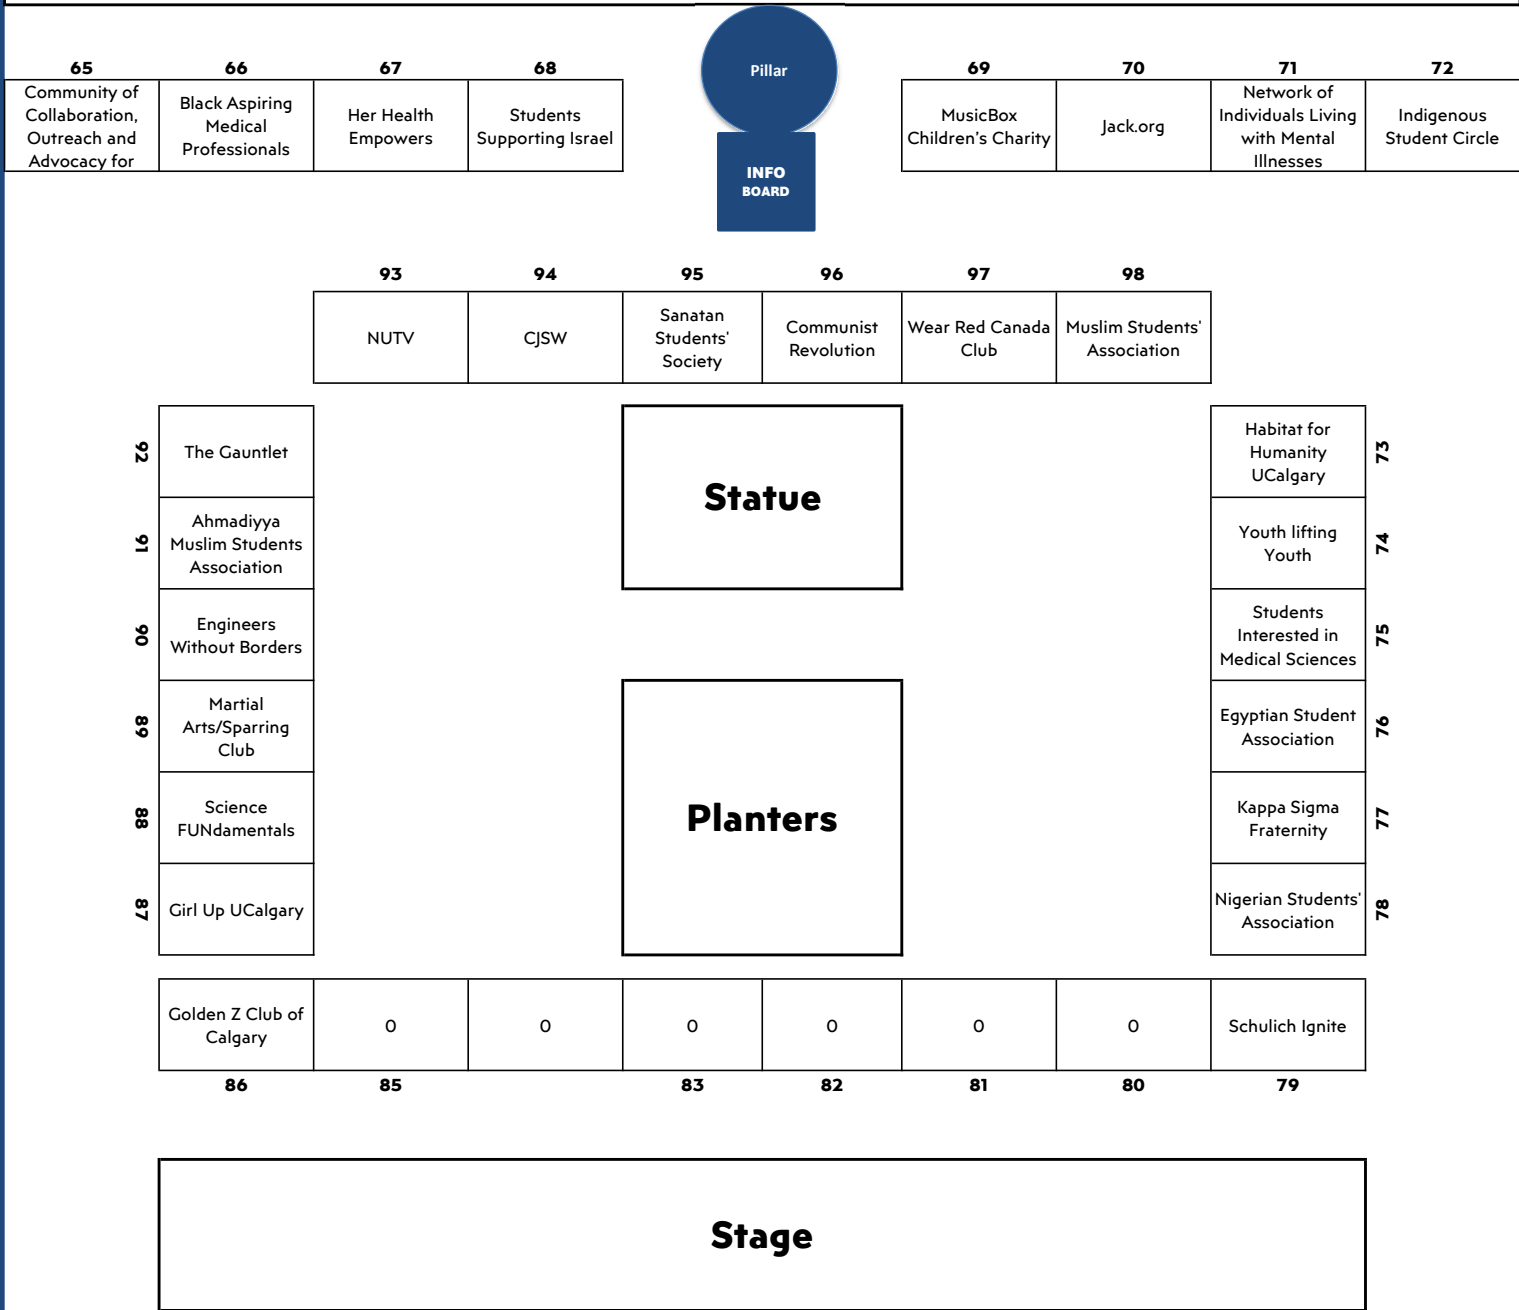 Pillar
65
66
67
68
69
70
71
72
Community of
Collaboration,
Outreach and
Advocacy for
Black Aspiring
Medical
Professionals
Her Health
Empowers
Students
Supporting Israel
INFO
BOARD
MusicBox
Children's Charity
Jack.org
Network of
Individuals Living
with Mental
Illnesses
Indigenous
Student Circle
93
94
95
96
97
98
NUTV
CJSW
Sanatan
Students'
Society
Communist
Revolution
Wear Red Canada
Club
Muslim Students'
Association
92
The Gauntlet
91
Ahmadiyya
Muslim Students
Association
90
Engineers
Without Borders
89
Martial
Arts/Sparring
Club
88
Science
FUNdamentals
87
Girl Up UCalgary
Statue
Planters
Habitat for
Humanity
UCalgary
73
Youth lifting
Youth
74
Students
Interested in
Medical Sciences
75
Egyptian Student
Association
76
Kappa Sigma
Fraternity
77
Nigerian Students'
Association
78
Golden Z Club of
Calgary
0
0
0
0
0
0
Schulich Ignite
86
85
83
82
81
80
79
Stage